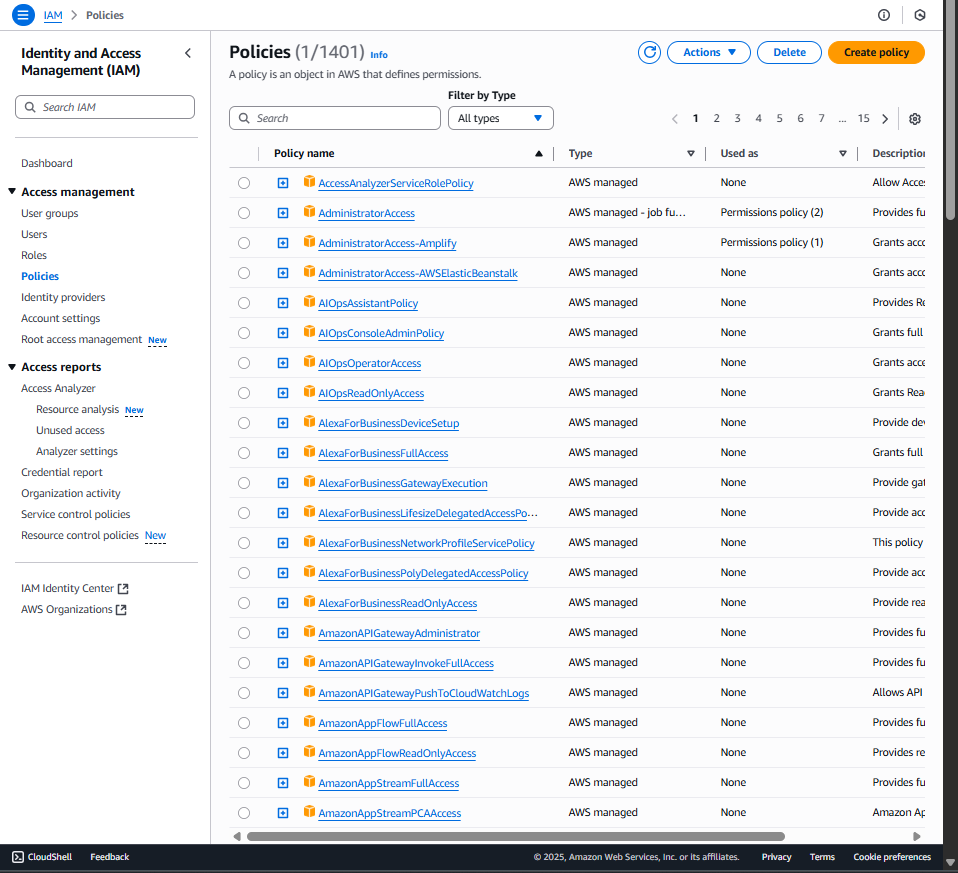 IAM > Policies
Identity and Access Management (IAM)
Search IAM
Dashboard
Access management
User groups
Users
Roles
Policies
Identity providers
Account settings
Root access management New
Access reports
Access Analyzer
Resource analysis New
Unused access
Analyzer settings
Credential report
Organization activity
Service control policies
Resource control policies New
IAM Identity Center
AWS Organizations
Policies (1/1401) Info
Actions
Delete
Create policy
A policy is an object in AWS that defines permissions.
Filter by Type
Search
All types
1 2 3 4 5 6 7 ... 15
Policy name Type Used as Description
AccessAnalyzerServiceRolePolicy AWS managed None Allow Acce
AdministratorAccess AWS managed - job fu... Permissions policy (2) Provides fu
AdministratorAccess-Amplify AWS managed Permissions policy (1) Grants acco
AdministratorAccess-AWSElasticBeanstalk AWS managed None Grants acco
AIOpsAssistantPolicy AWS managed None Provides Re
AIOpsConsoleAdminPolicy AWS managed None Grants full
AIOpsOperatorAccess AWS managed None Grants acce
AIOpsReadOnlyAccess AWS managed None Grants Rea
AlexaForBusinessDeviceSetup AWS managed None Provide dev
AlexaForBusinessFullAccess AWS managed None Grants full
AlexaForBusinessGatewayExecution AWS managed None Provide gat
AlexaForBusinessLifesizeDelegatedAccessPo... AWS managed None Provide acc
AlexaForBusinessNetworkProfileServicePolicy AWS managed None This policy
AlexaForBusinessPolyDelegatedAccessPolicy AWS managed None Provide acc
AlexaForBusinessReadOnlyAccess AWS managed None Provide rea
AmazonAPIGatewayAdministrator AWS managed None Provides fu
AmazonAPIGatewayInvokeFullAccess AWS managed None Provides fu
AmazonAPIGatewayPushToCloudWatchLogs AWS managed None Allows API
AmazonAppFlowFullAccess AWS managed None Provides fu
AmazonAppFlowReadOnlyAccess AWS managed None Provides re
AmazonAppStreamFullAccess AWS managed None Provides fu
AmazonAppStreamPCAAccess AWS managed None Amazon Ap
CloudShell Feedback © 2025, Amazon Web Services, Inc. or its affiliates. Privacy Terms Cookie preferences